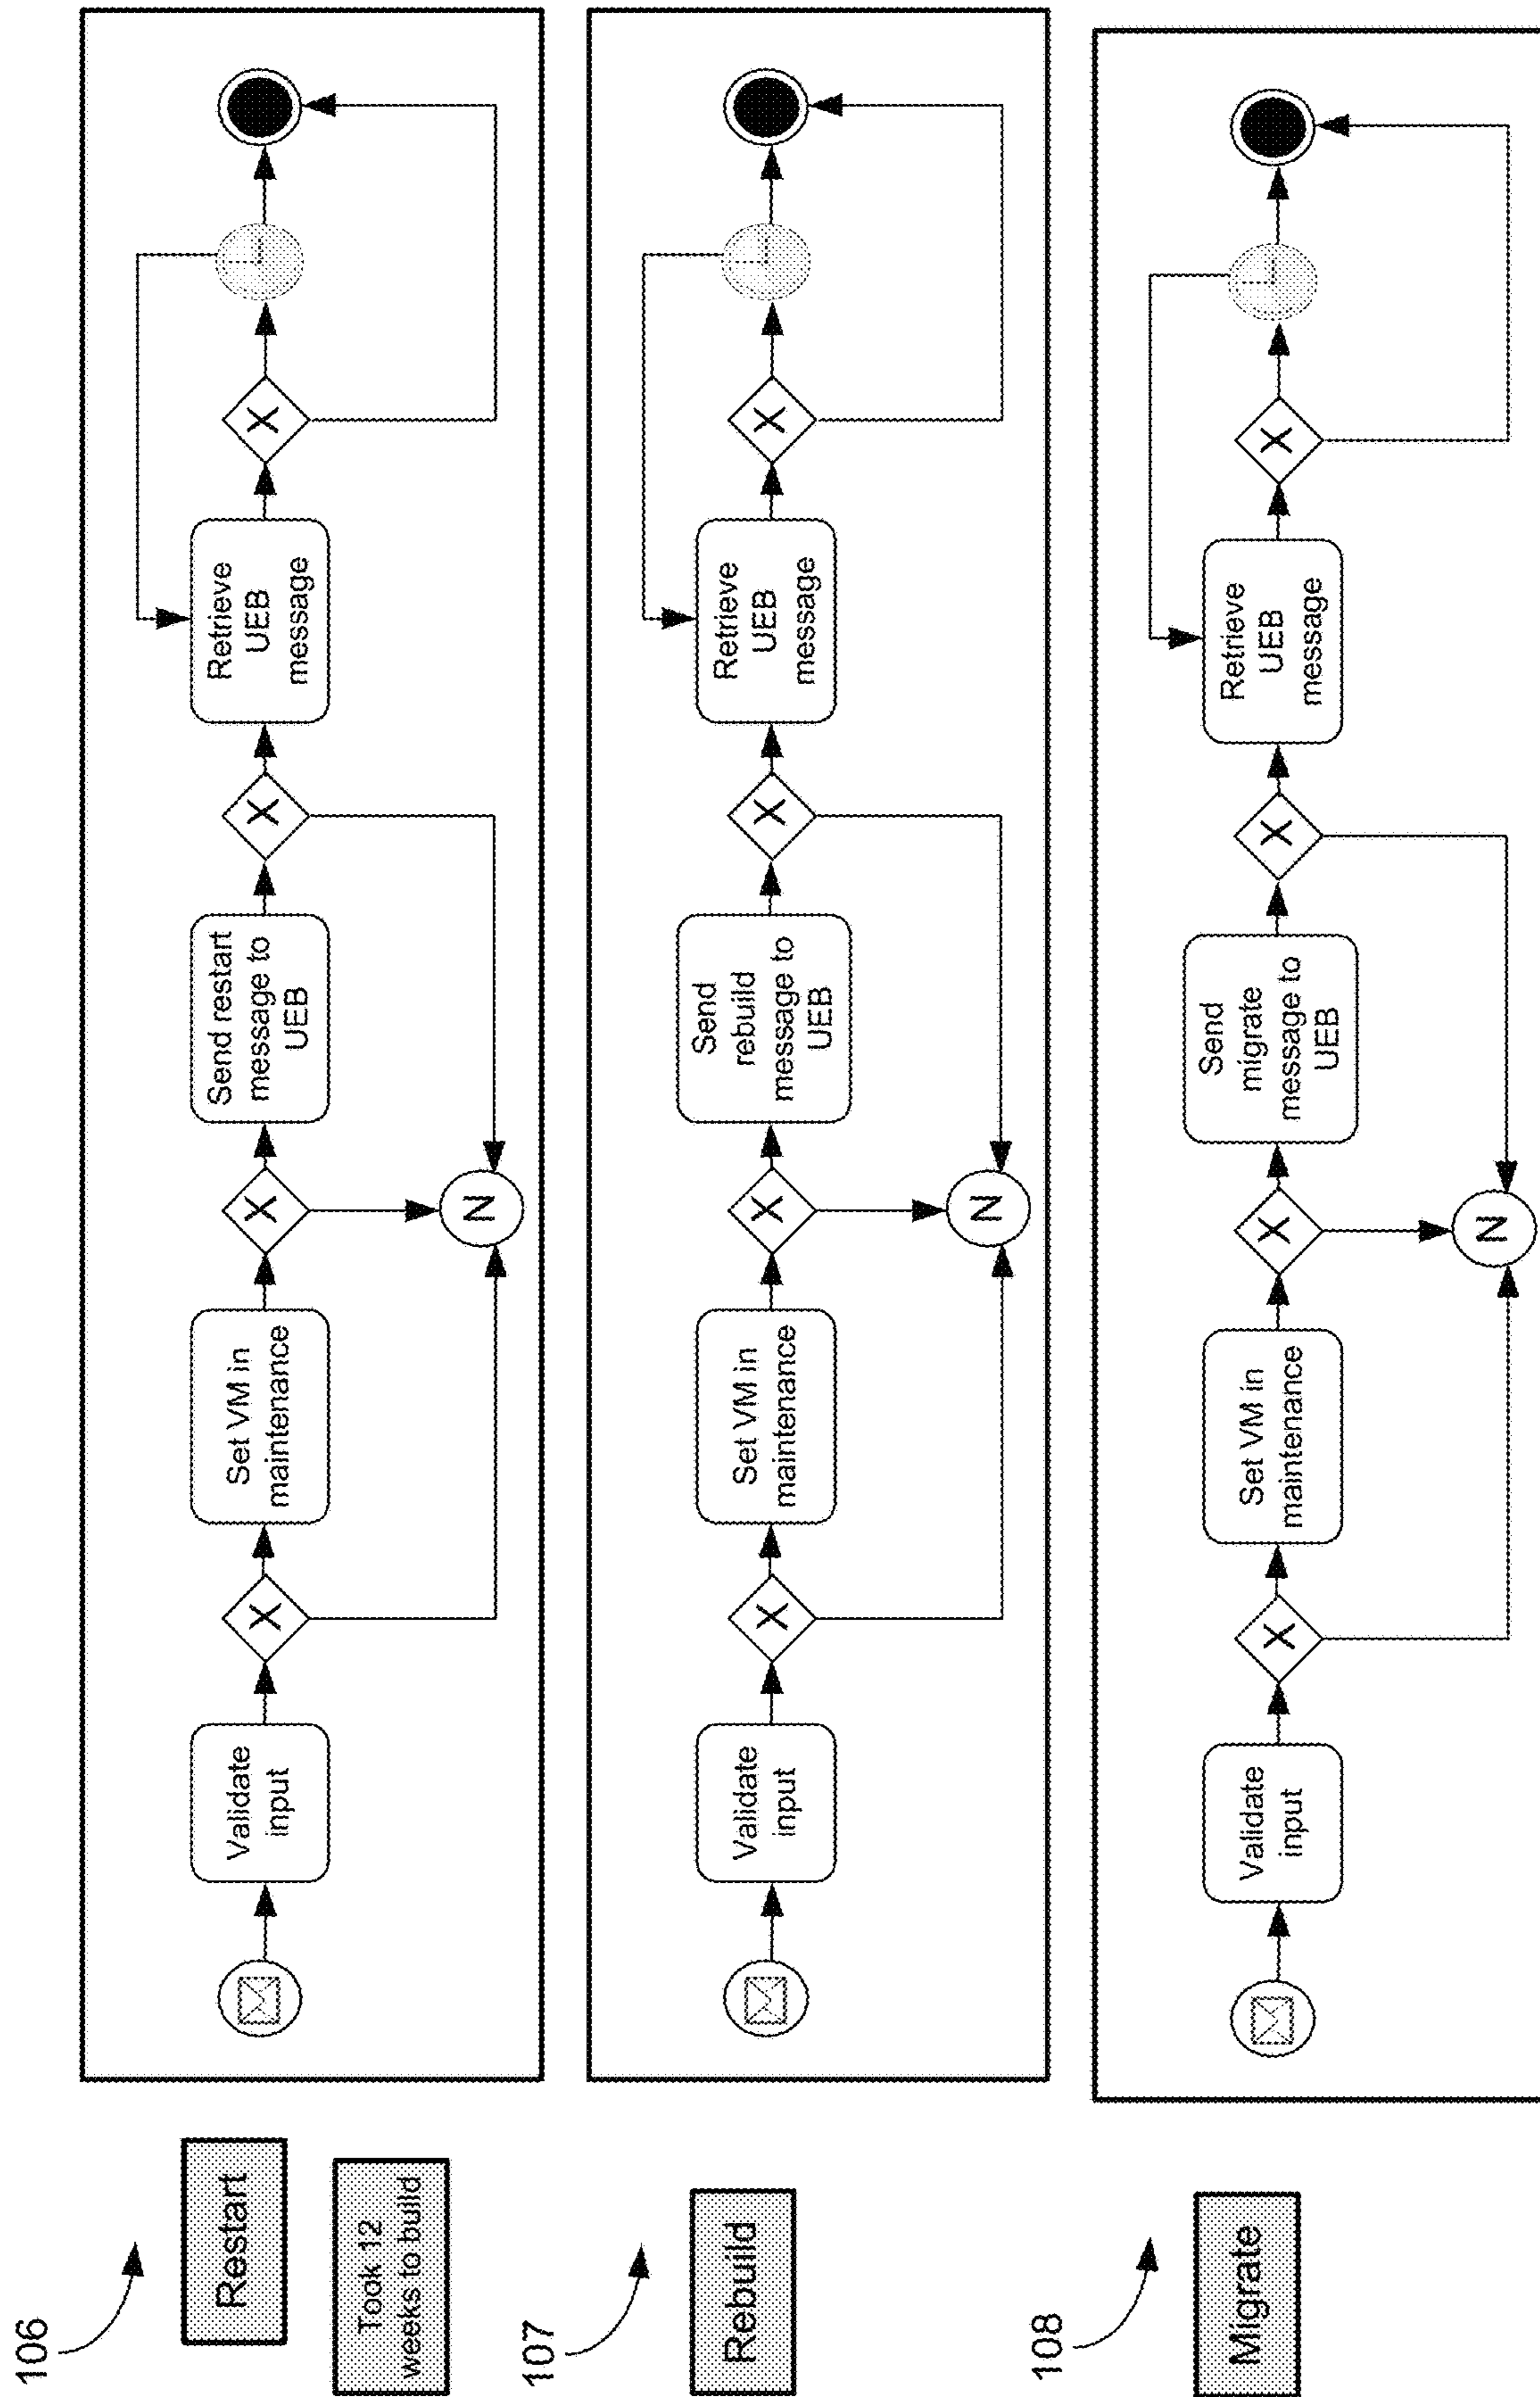 106
Restart
Took 12
weeks to build
Validate
input
X
Set VM in
maintenance
X
Send restart
message to
UEB
X
Retrieve
UEB
message
X
N
107
Rebuild
Validate
input
X
Set VM in
maintenance
X
Send
rebuild
message to
UEB
X
Retrieve
UEB
message
X
N
108
Migrate
Validate
input
X
Set VM in
maintenance
X
Send
migrate
message to
UEB
X
Retrieve
UEB
message
X
N